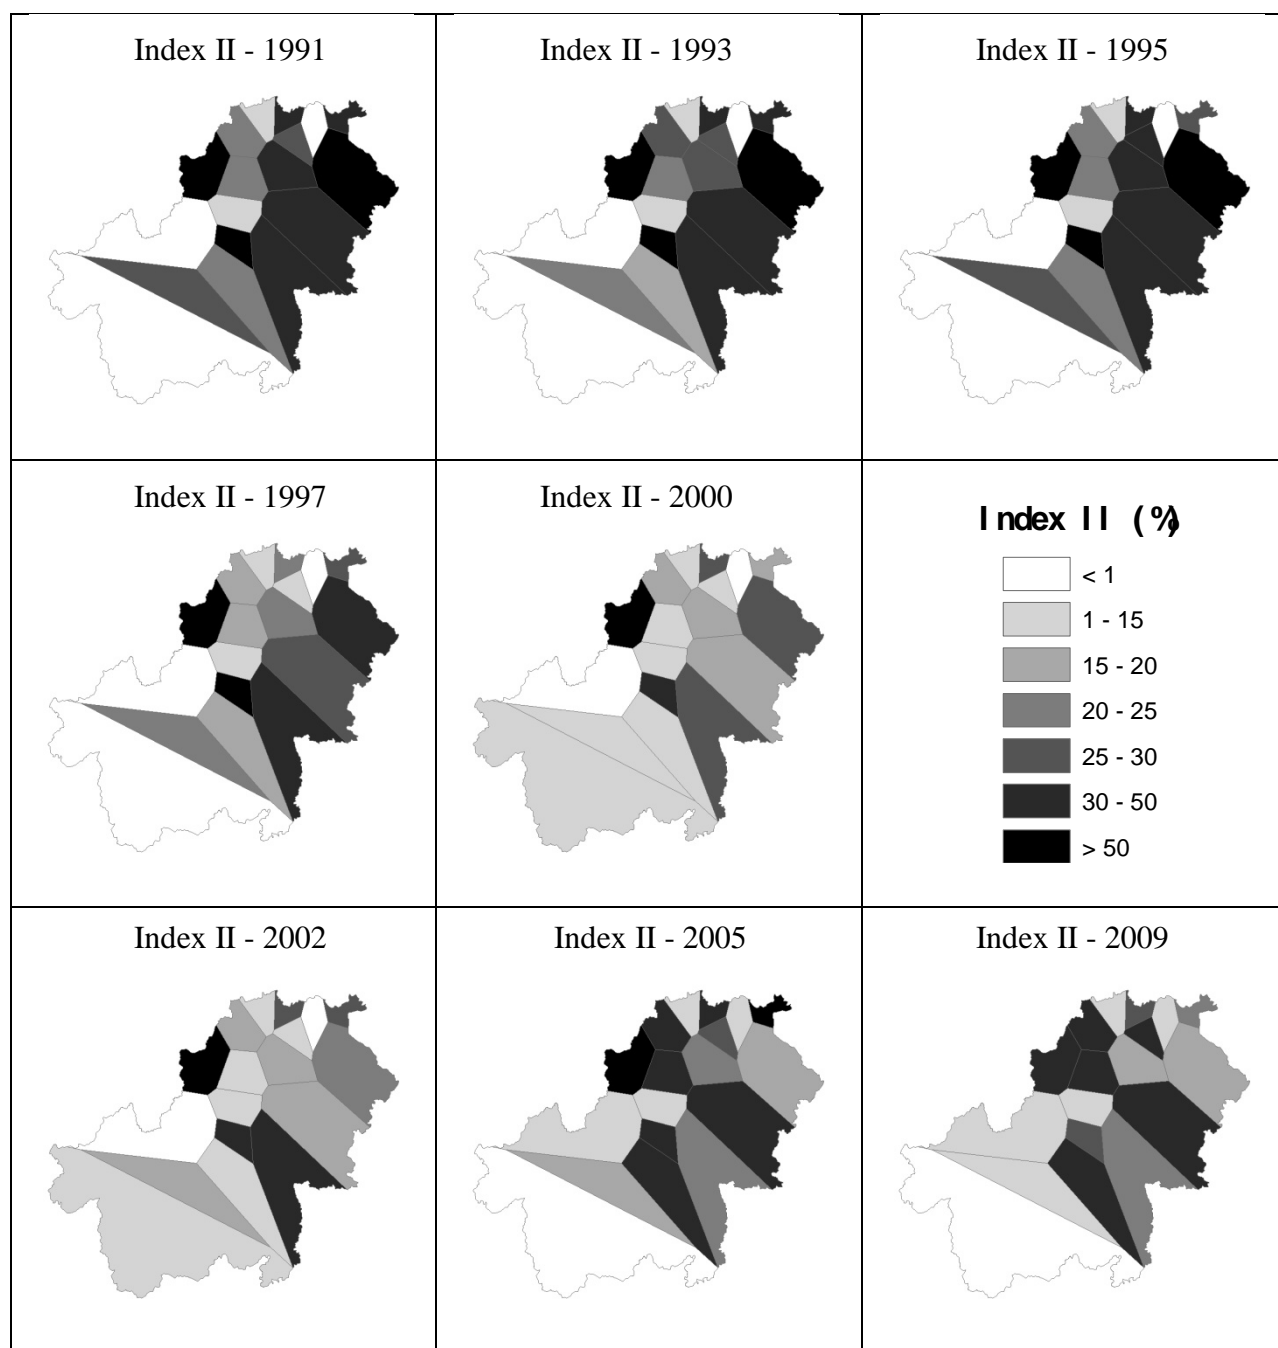 Index II - 1991
Index II - 1993
Index II - 1995
Index II - 1997
Index II - 2000
Index II (%)
< 1
1 - 15
15 - 20
20 - 25
25 - 30
30 - 50
> 50
Index II - 2002
Index II - 2005
Index II - 2009